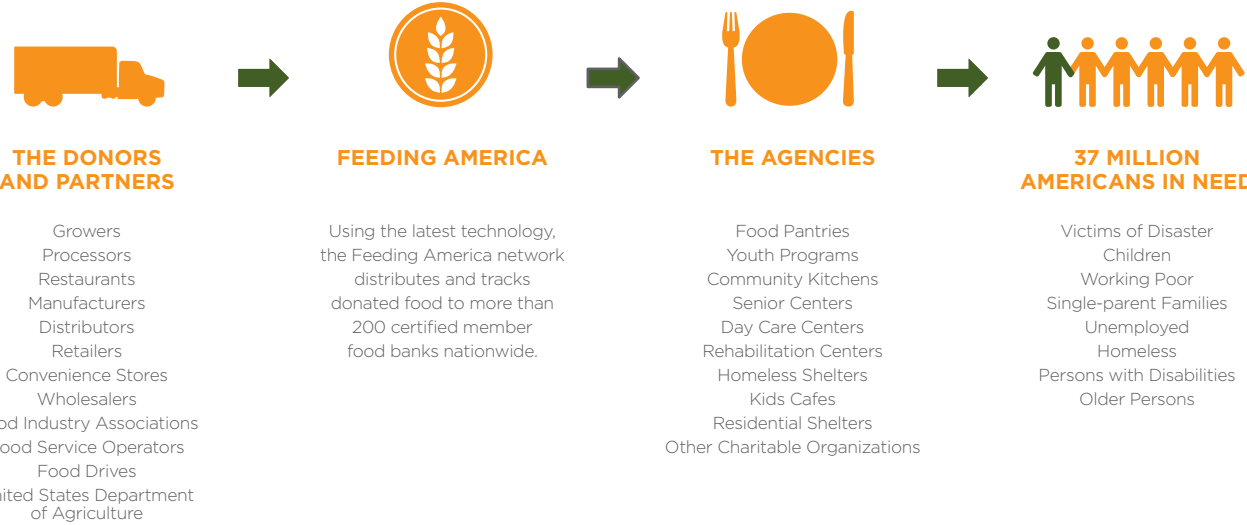 THE DONORS
AND PARTNERS
Growers
Processors
Restaurants
Manufacturers
Distributors
Retailers
Convenience Stores
Wholesalers
od Industry Associations
ood Service Operators
Food Drives
ited States Department
of Agriculture
FEEDING AMERICA
Using the latest technology,
the Feeding America network
distributes and tracks
donated food to more than
200 certified member
food banks nationwide.
THE AGENCIES
Food Pantries
Youth Programs
Community Kitchens
Senior Centers
Day Care Centers
Rehabilitation Centers
Homeless Shelters
Kids Cafes
Residential Shelters
Other Charitable Organizations
37 MILLION
AMERICANS IN NEED
Victims of Disaster
Children
Working Poor
Single-parent Families
Unemployed
Homeless
Persons with Disabilities
Older Persons